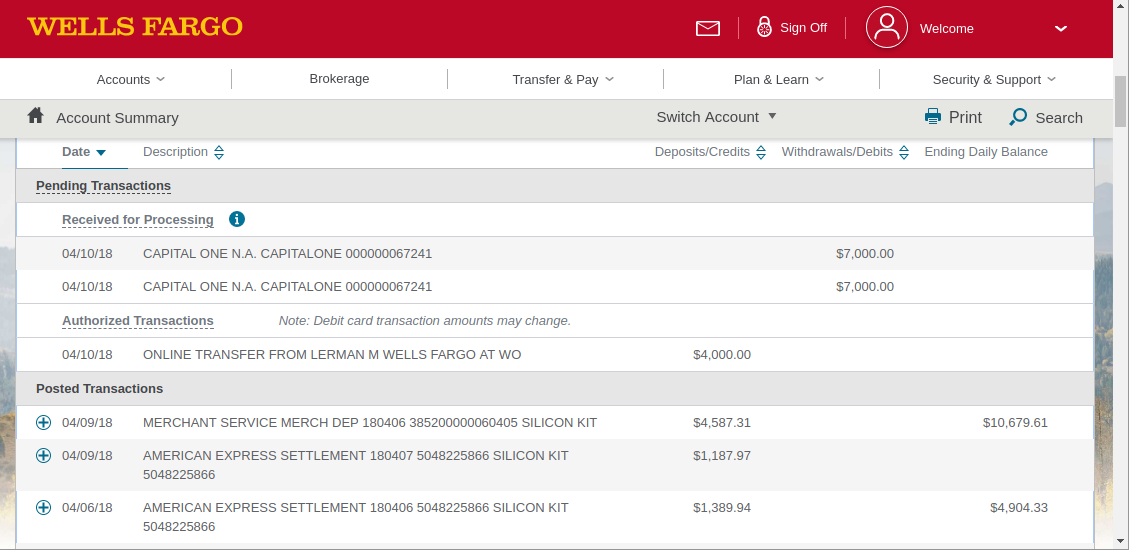 WELLS FARGO
Sign Off
Welcome
Accounts
Brokerage
Transfer & Pay
Plan & Learn
Security & Support
Account Summary
Switch Account
Print
Search
Date Description Deposits/Credits Withdrawals/Debits Ending Daily Balance
Pending Transactions
Received for Processing
04/10/18 CAPITAL ONE N.A. CAPITALONE 000000067241 $7,000.00
04/10/18 CAPITAL ONE N.A. CAPITALONE 000000067241 $7,000.00
Authorized Transactions Note: Debit card transaction amounts may change.
04/10/18 ONLINE TRANSFER FROM LERMAN M WELLS FARGO AT WO $4,000.00
Posted Transactions
04/09/18 MERCHANT SERVICE MERCH DEP 180406 385200000060405 SILICON KIT $4,587.31 $10,679.61
04/09/18 AMERICAN EXPRESS SETTLEMENT 180407 5048225866 SILICON KIT $1,187.97
5048225866
04/06/18 AMERICAN EXPRESS SETTLEMENT 180406 5048225866 SILICON KIT $1,389.94 $4,904.33
5048225866